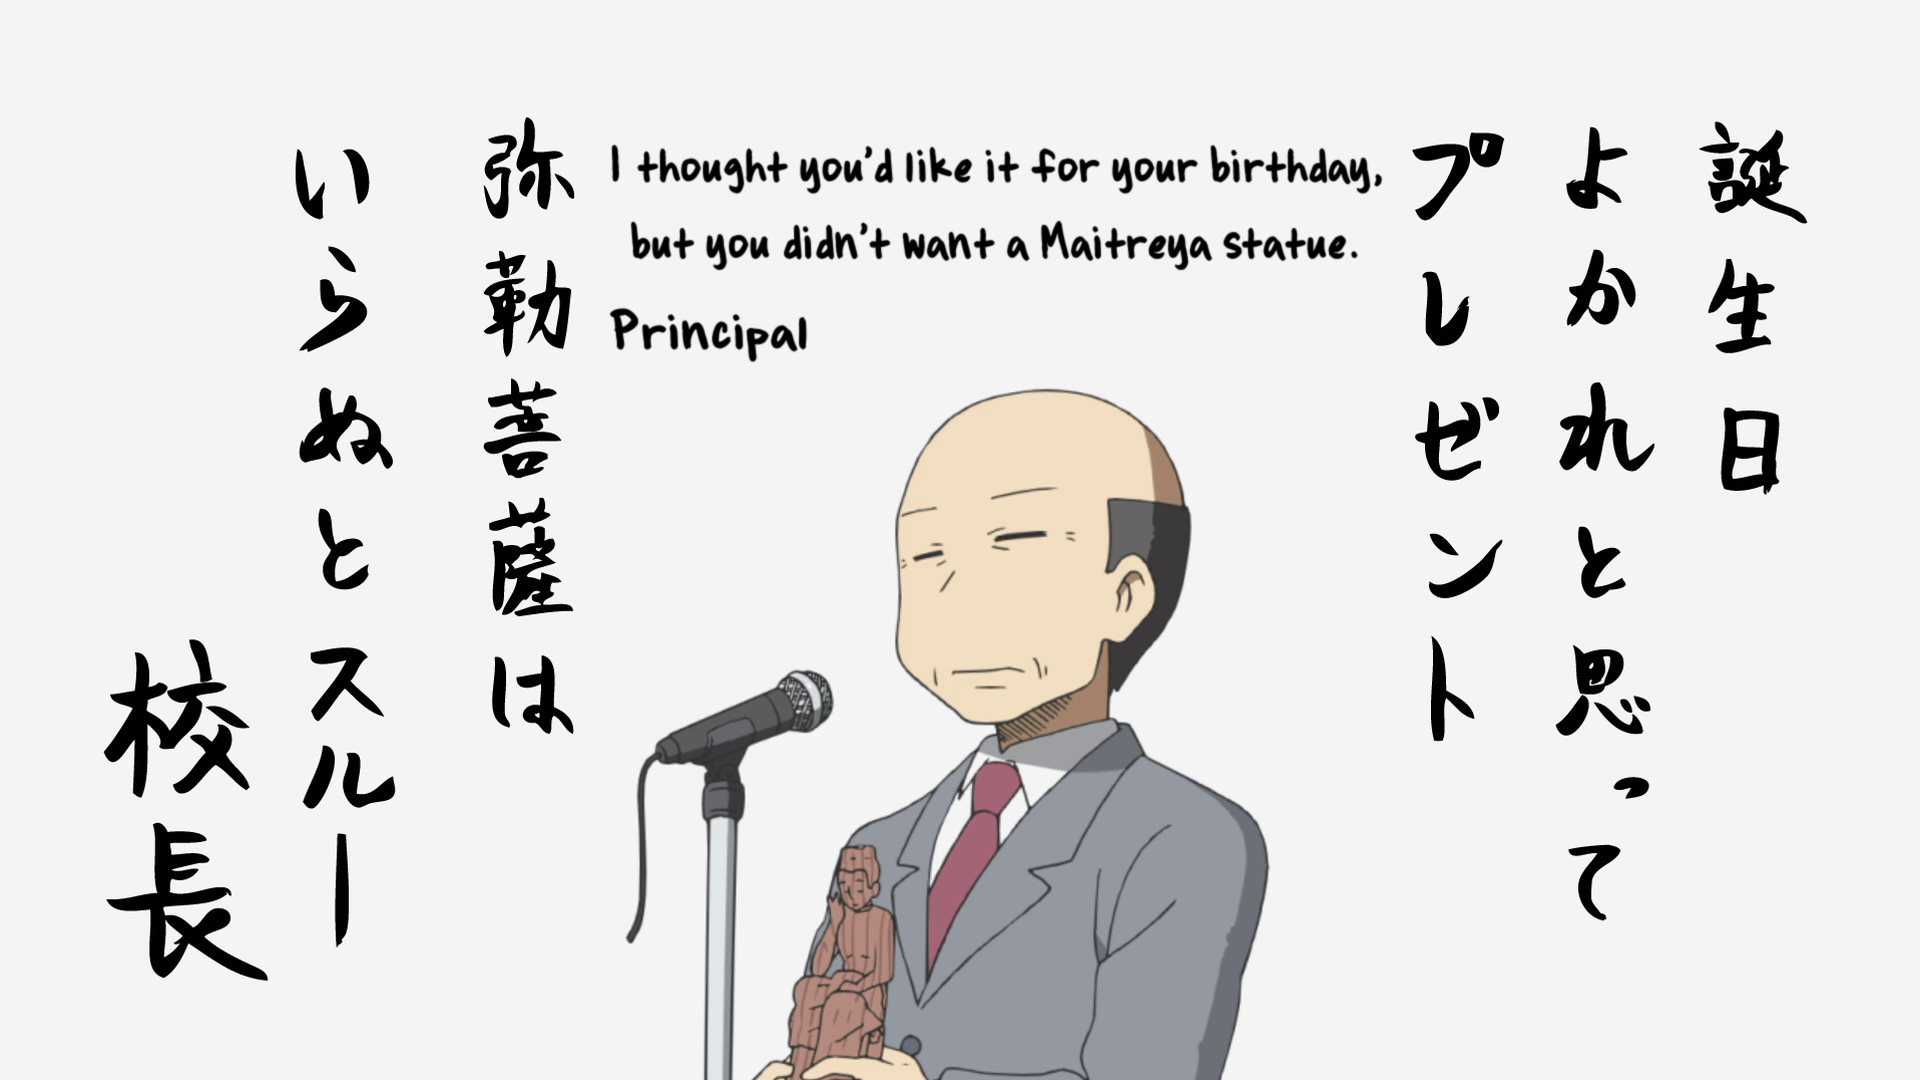 誕生日
よかれと思って
プレゼント
弥勒菩薩は
いらぬとスルー
校長
I thought you'd like it for your birthday,
but you didn't want a Maitreya statue.
Principal